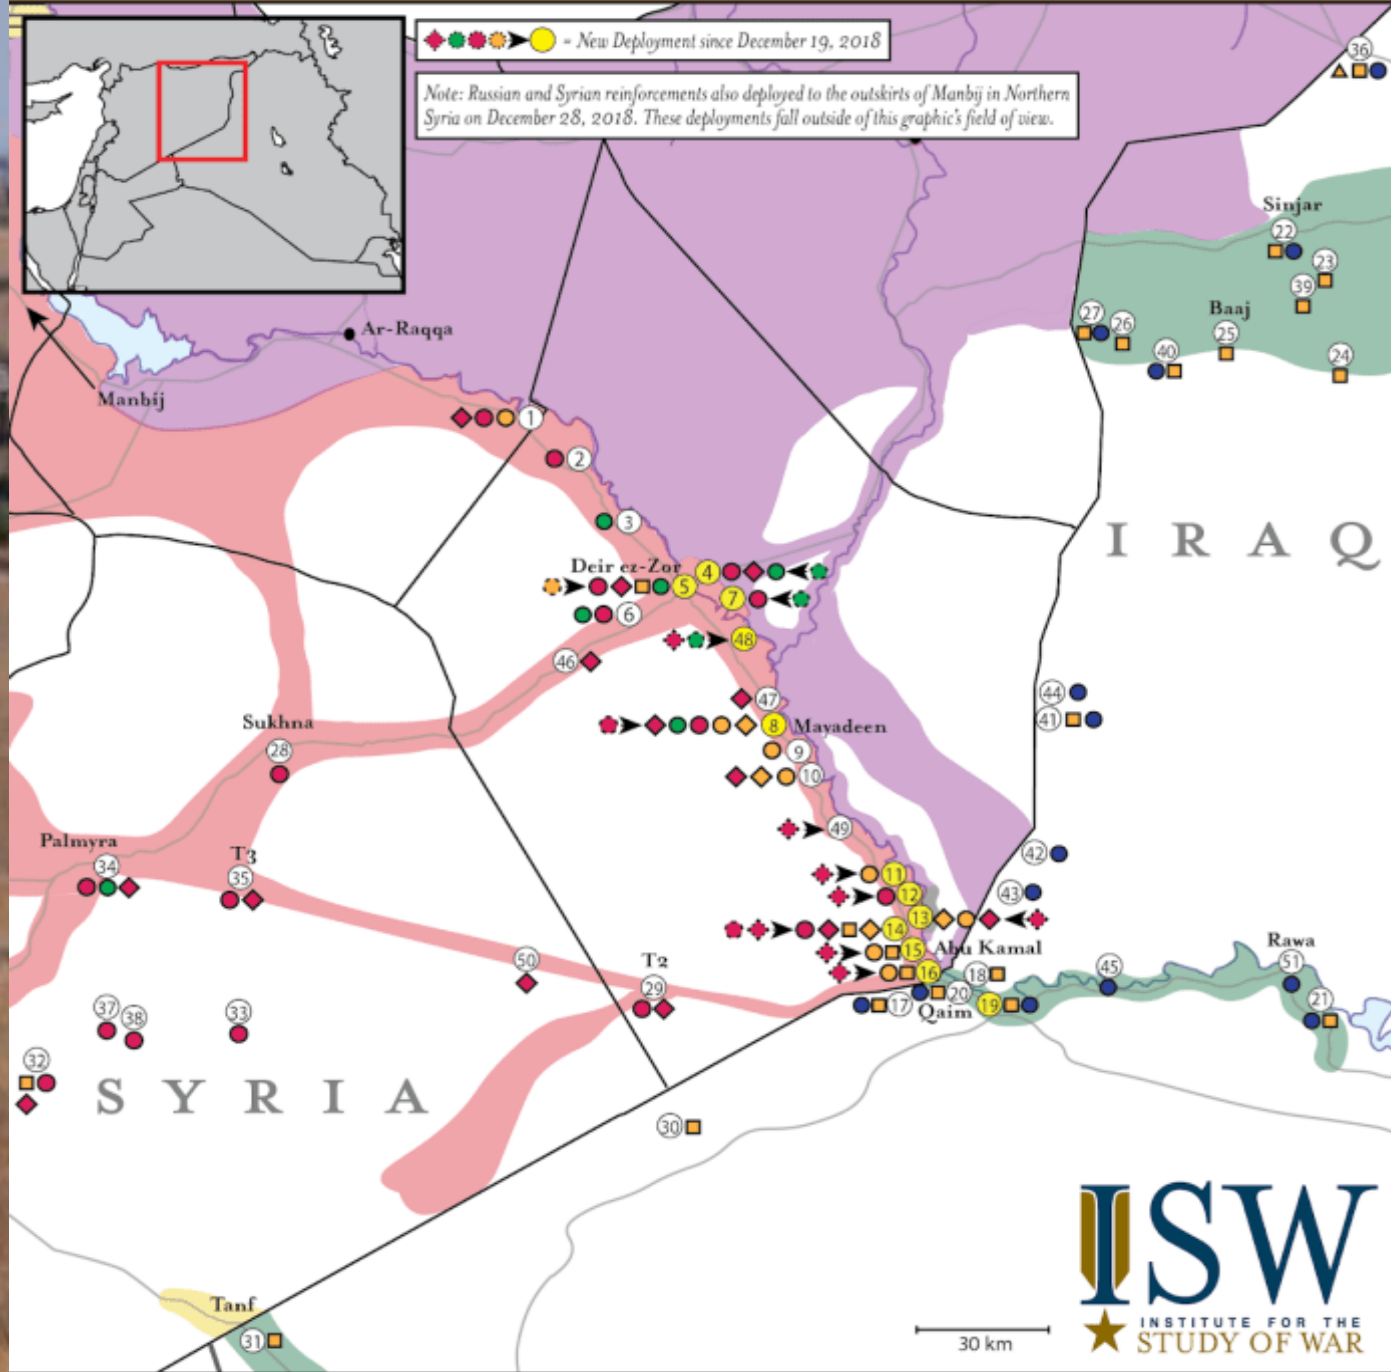 = New Deployment since December 19, 2018
Note: Russian and Syrian reinforcements also deployed to the outskirts of Manbij in Northern
Syria on December 28, 2018. These deployments fall outside of this graphic's field of view.
36
Sinjar
22
23
39
Baaj
27
26
25
40
24
Ar-Raqqa
Manbij
1
2
3
IRAQ
Deir ez-Zor
4
5
7
6
48
46
47
44
41
8
Mayadeen
Sukhna
28
9
10
49
Palmyra
34
T3
35
42
11
12
43
13
14
15
Abu Kamal
Rawa
51
50
T2
29
16
18
45
17
20
19
Qaim
21
37
38
33
32
SYRIA
30
Tanf
31
30 km
ISW
INSTITUTE FOR THE
STUDY OF WAR